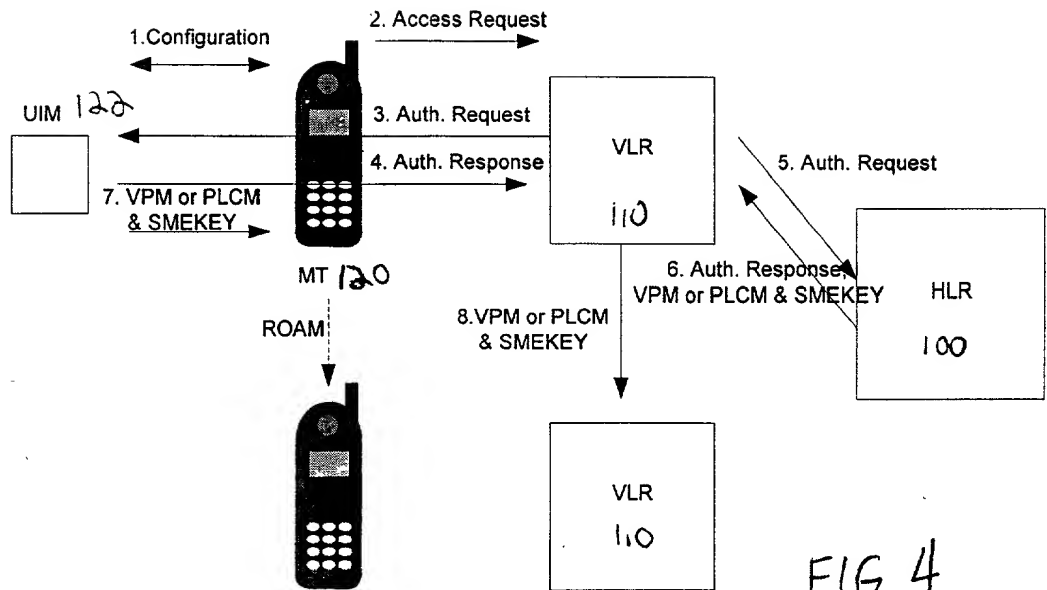 1.Configuration
2. Access Request
UIM 122
3. Auth. Request
4. Auth. Response
VLR
110
5. Auth. Request
7. VPM or PLCM
& SMEKEY
6. Auth. Response,
VPM or PLCM & SMEKEY
MT 120
HLR
100
ROAM
8.VPM or PLCM
& SMEKEY
VLR
110
FIG 4